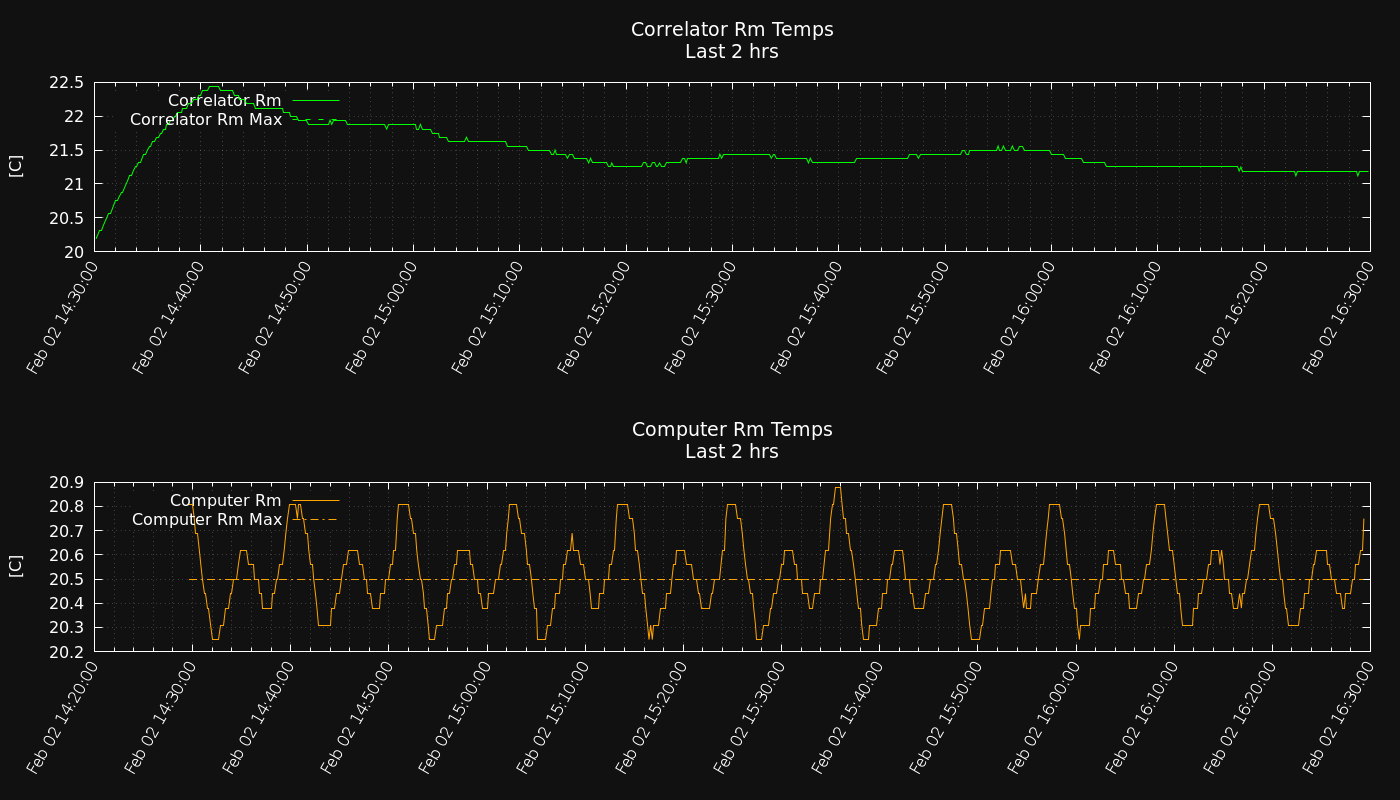 Correlator Rm Temps
Last 2 hrs
[C]
22.5
22
21.5
21
20.5
20
Correlator Rm
Correlator Rm Max
Feb 02 14:30:00
Feb 02 14:40:00
Feb 02 14:50:00
Feb 02 15:00:00
Feb 02 15:10:00
Feb 02 15:20:00
Feb 02 15:30:00
Feb 02 15:40:00
Feb 02 15:50:00
Feb 02 16:00:00
Feb 02 16:10:00
Feb 02 16:20:00
Feb 02 16:30:00
Computer Rm Temps
Last 2 hrs
[C]
20.9
20.8
20.7
20.6
20.5
20.4
20.3
20.2
Computer Rm
Computer Rm Max
Feb 02 14:20:00
Feb 02 14:30:00
Feb 02 14:40:00
Feb 02 14:50:00
Feb 02 15:00:00
Feb 02 15:10:00
Feb 02 15:20:00
Feb 02 15:30:00
Feb 02 15:40:00
Feb 02 15:50:00
Feb 02 16:00:00
Feb 02 16:10:00
Feb 02 16:20:00
Feb 02 16:30:00